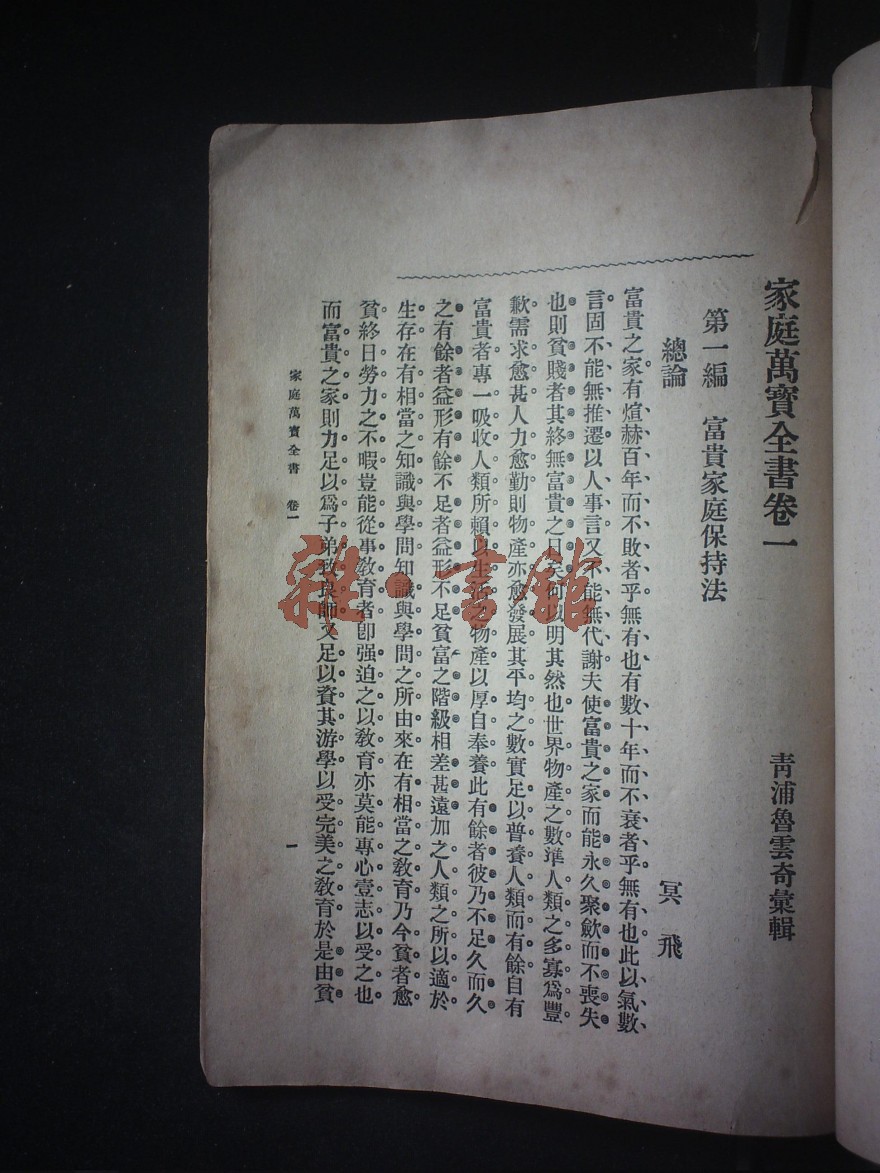 家庭萬寶全書卷一
青浦魯雲奇彙輯
第一編　富貴家庭保持法
總論
冥飛
富貴之家有煊赫百年而不敗者乎無有也有數十年而不衰者乎無有也此以氣數
言固不能無推遷以人事言又不能無代謝夫使富貴之家而能永久聚斂而不喪失
也則貧賤者其終無富貴之日矣何以明其然也世界物產之數準人類之多寡爲豐
歉需求愈甚人力愈勤則物產亦愈發展其平均之數實足以普養人類而有餘自有
富貴者專一吸收人類所賴以生活之物產以厚自奉養此有餘者彼乃不足久而久
之有餘者益形有餘不足者益形不足貧富之階級相差甚遠加之人類之所以適於
生存在有相當之知識與學問知識與學問之所由來在有相當之敎育乃今貧者愈
貧終日勞力之不暇豈能從事敎育者卽强迫之以敎育亦莫能專心壹志以受之也
而富貴之家則力足以爲子弟致良師又足以資其游學以受完美之敎育於是由貧
家庭萬寶全書　卷一
一
雜·書館